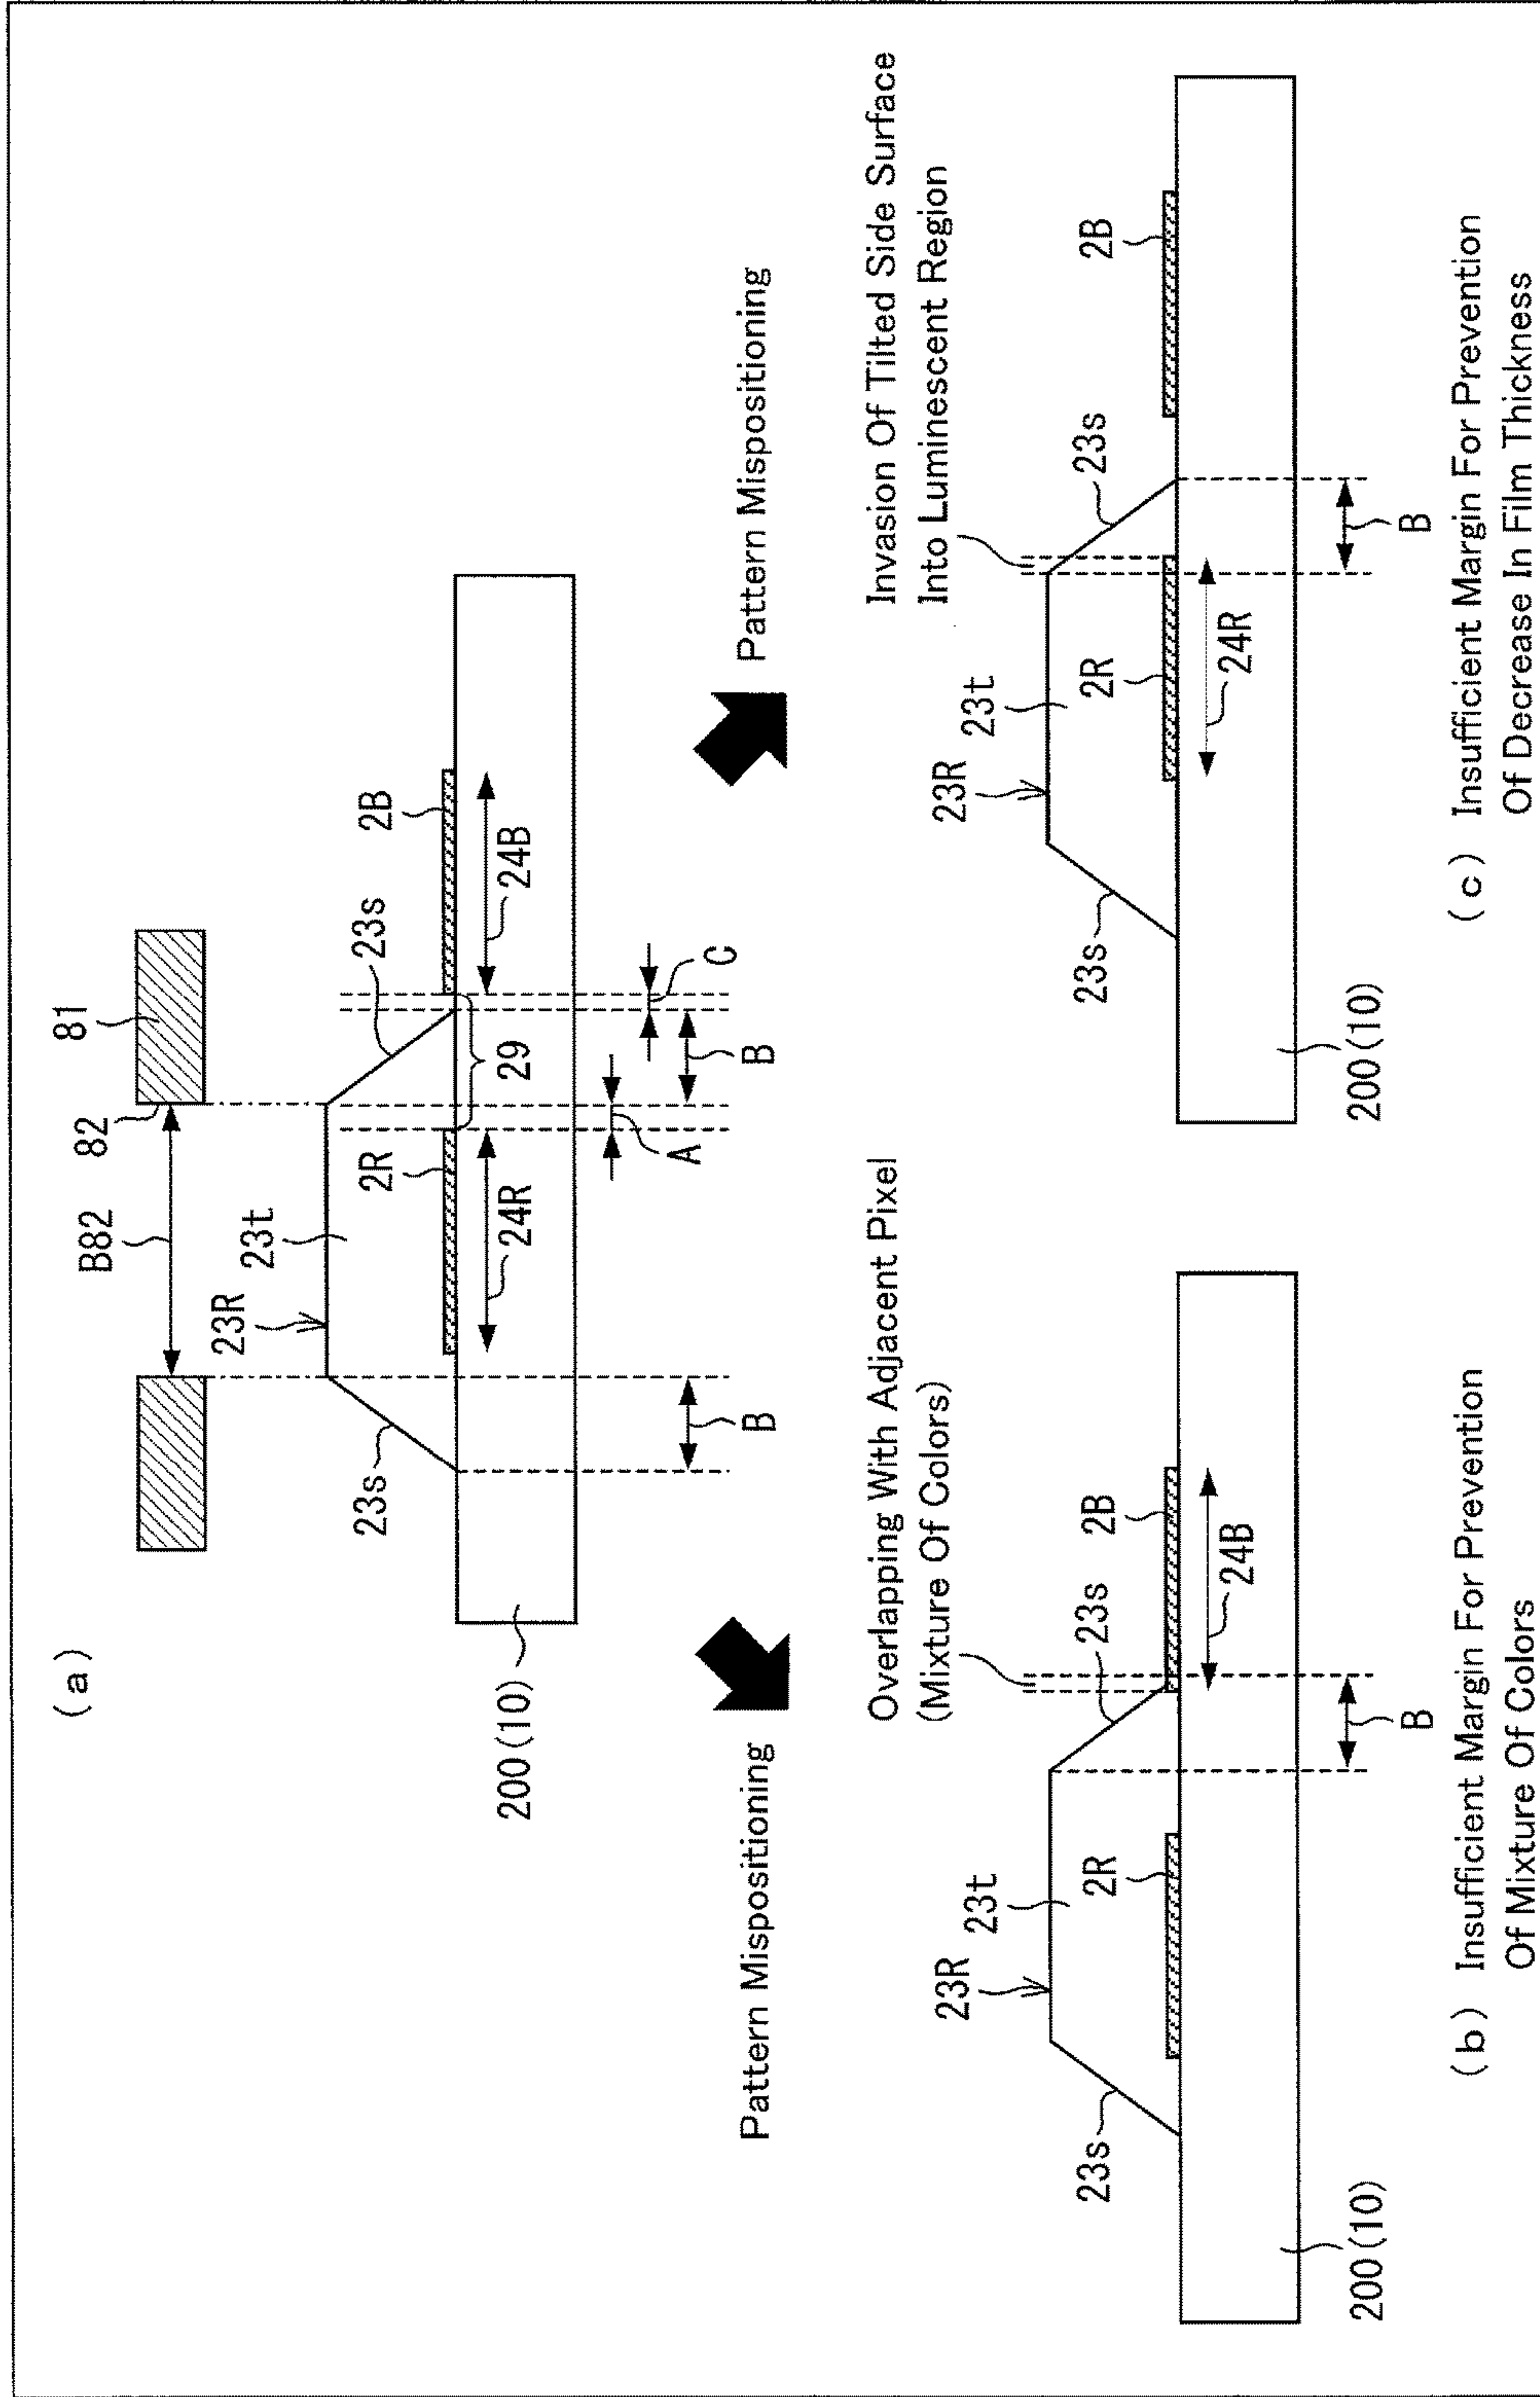 (a)
B82
82
81
23R
23t
23s
23s
2R
2B
24R
29
24B
200(10)
B
A
B
C
Pattern Mispositioning
Pattern Mispositioning
Overlapping With Adjacent Pixel
(Mixture Of Colors)
23R
23t
23s
23s
2R
2B
24B
200(10)
B
(b) Insufficient Margin For Prevention
Of Mixture Of Colors
Invasion Of Tilted Side Surface
Into Luminescent Region
23R
23t
23s
23s
2R
2B
24R
200(10)
B
(c) Insufficient Margin For Prevention
Of Decrease In Film Thickness